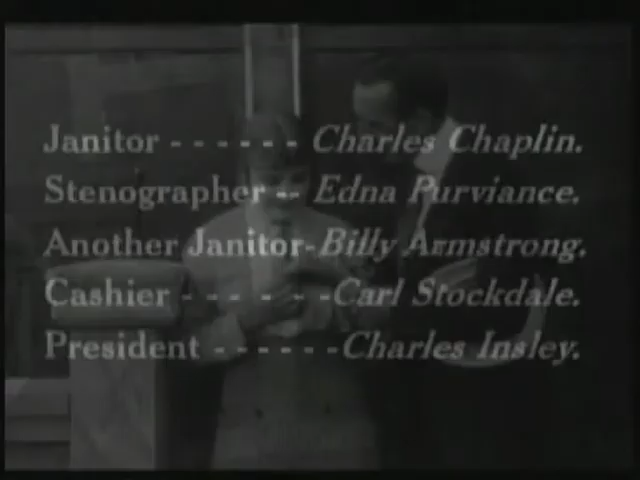 Janitor - - - - - - Charles Chaplin.
Stenographer -- Edna Purviance.
Another Janitor- Billy Armstrong.
Cashier - - - - - -Carl Stockdale.
President - - - - - -Charles Insley.